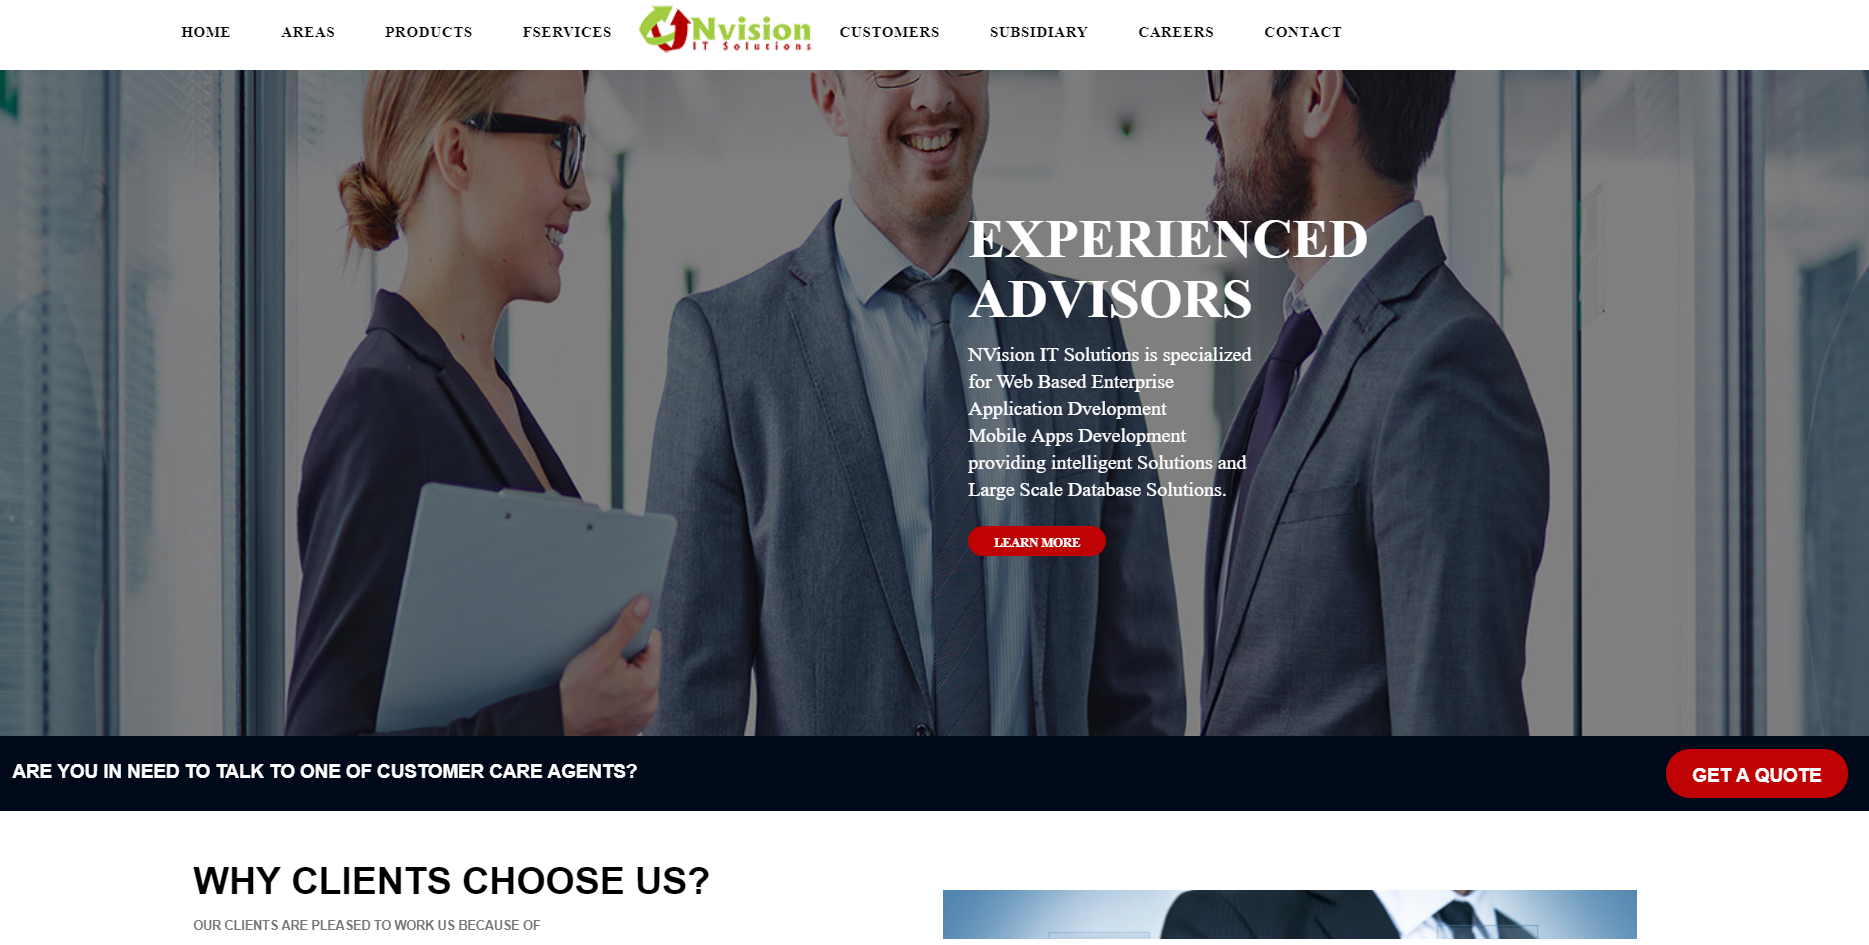 HOME AREAS PRODUCTS FSERVICES Nvision CUSTOMERS SUBSIDIARY CAREERS CONTACT
IT Solutions
EXPERIENCED
ADVISORS
NVision IT Solutions is specialized
for Web Based Enterprise
Application Dvelopment
Mobile Apps Development
providing intelligent Solutions and
Large Scale Database Solutions.
LEARN MORE
ARE YOU IN NEED TO TALK TO ONE OF CUSTOMER CARE AGENTS?
GET A QUOTE
WHY CLIENTS CHOOSE US?
OUR CLIENTS ARE PLEASED TO WORK US BECAUSE OF